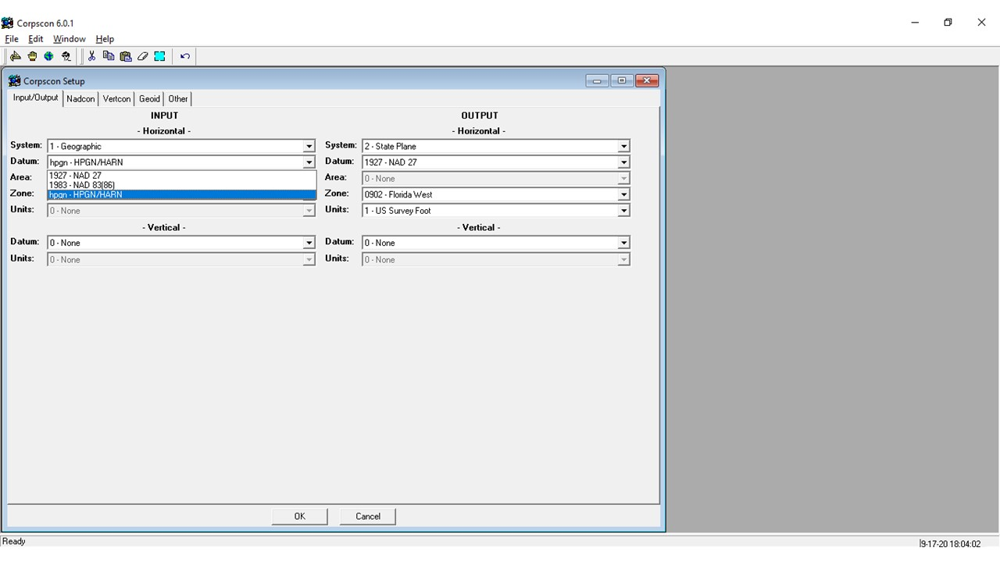 Corpscon 6.0.1
File Edit Window Help
Corpscon Setup
Input/Output Nadcon Vertcon Geoid Other
INPUT OUTPUT
- Horizontal - - Horizontal -
System: 1 - Geographic System: 2 - State Plane
Datum: hpgn - HPGN/HARN Datum: 1927 - NAD 27
1927 - NAD 27
Area: Area: 0 - None
1983 - NAD 83(86)
Zone: hpgn - HPGN/HARN Zone: 0902 - Florida West
Units: 0 - None Units: 1 - US Survey Foot
- Vertical - - Vertical -
Datum: 0 - None Datum: 0 - None
Units: 0 - None Units: 0 - None
OK Cancel
Ready
9-17-20 18:04:02